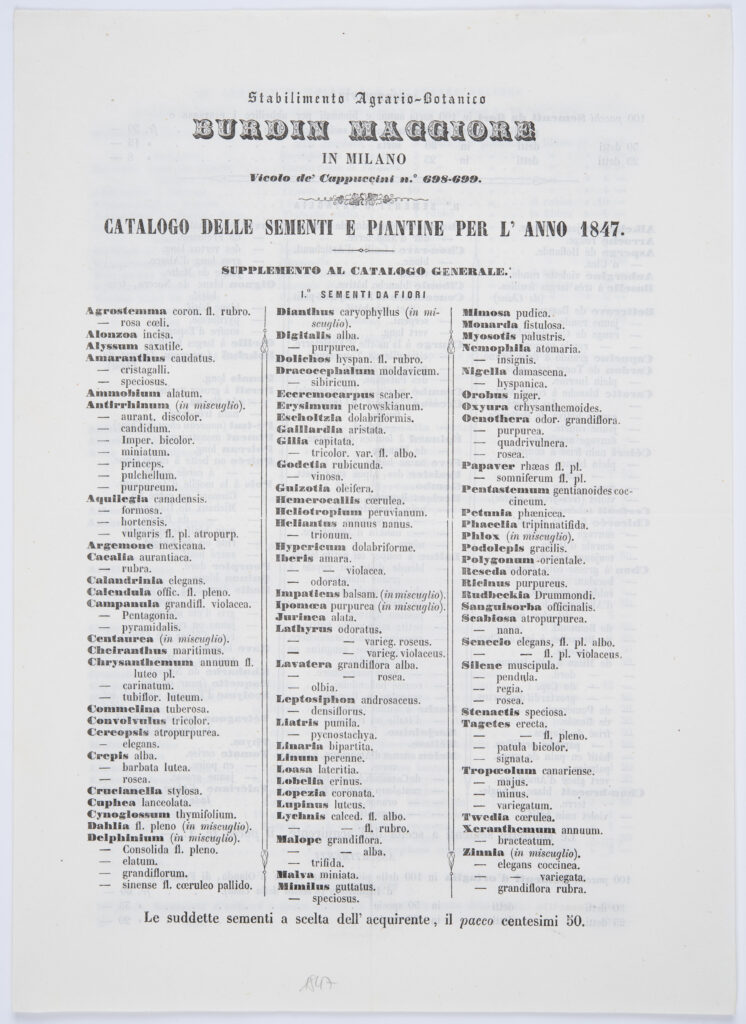 Stabilimento Agrario-Botanico
BURDIN MAGGIORE
IN MILANO
Vicolo de' Cappuccini n.° 698-699.
CATALOGO DELLE SEMENTI E PIANTINE PER L' ANNO 1847.
SUPPLEMENTO AL CATALOGO GENERALE.
I.° SEMENTI DA FIORI
Agrostemma coron. fl. rubro.
— rosa cœli.
Alonzoa incisa.
Alyssum saxatile.
Amaranthus caudatus.
— cristagalli.
— speciosus.
Ammobium alatum.
Antirrhinum (in miscuglio).
— aurant. discolor.
— candidum.
— Imper. bicolor.
— miniatum.
— princeps.
— pulchellum.
— purpureum.
Aquilegia canadensis.
— formosa.
— hortensis.
— vulgaris fl. pl. atropurp.
Argemone mexicana.
Cacalia aurantiaca.
— rubra.
Calandrinia elegans.
Calendula offic. fl. pleno.
Campanula grandifl. violacea.
— Pentagonia.
— pyramidalis.
Centaurea (in miscuglio).
Cheiranthus maritimus.
Chrysanthemum annuum fl.
luteo pl.
— carinatum.
— tubiflor. luteum.
Commelina tuberosa.
Convolvulus tricolor.
Cereopsis atropurpurea.
— elegans.
Crepis alba.
— barbata lutea.
— rosea.
Crucianella stylosa.
Cuphea lanceolata.
Cynoglossum thymifolium.
Dahlia fl. pleno (in miscuglio).
Delphinium (in miscuglio).
— Consolida fl. pleno.
— elatum.
— grandiflorum.
— sinense fl. cœruleo pallido.
Dianthus caryophyllus (in mi-
scuglio).
Digitalis alba.
— purpurea.
Dolichos hyspan. fl. rubro.
Dracocephalum moldavicum.
— sibiricum.
Eccremocarpus scaber.
Erysimum petrowskianum.
Escholtzia dolabriformis.
Gaillardia aristata.
Gilia capitata.
— tricolor. var. fl. albo.
Godetia rubicunda.
— vinosa.
Guizotia oleifera.
Hemerocallis cœrulea.
Heliotropium peruvianum.
Heliantus annuus nanus.
— trionum.
Hypericum dolabriforme.
Iberis amara.
— — violacea.
— odorata.
Impatiens balsam. (in miscuglio).
Ipomœa purpurea (in miscuglio).
Jurinea alata.
Lathyrus odoratus.
— — varieg. roseus.
— — varieg. violaceus.
Lavatera grandiflora alba.
— — rosea.
— olbia.
Leptosiphon androsaceus.
— densiflorus.
Liatris pumila.
— pycnostachya.
Linaria bipartita.
Linum perenne.
Loasa lateritia.
Lobelia erinus.
Lopezia coronata.
Lupinus luteus.
Lychnis calced. fl. albo.
— — fl. rubro.
Malope grandiflora.
— — alba.
— trifida.
Malva miniata.
Mimilus guttatus.
— speciosus.
Mimosa pudica.
Monarda fistulosa.
Myosotis palustris.
Nemophila atomaria.
— insignis.
Nigella damascena.
— hyspanica.
Orobus niger.
Oxyura crhysanthemoides.
Oenothera odor. grandiflora.
— purpurea.
— quadrivulnera.
— rosea.
Papaver rhæas fl. pl.
— somniferum fl. pl.
Pentastemum gentianoides coc-
cineum.
Petunia phænicea.
Phacelia tripinnatifida.
Phlox (in miscuglio).
Podolepis gracilis.
Polygonum orientale.
Reseda odorata.
Ricinus purpureus.
Rudbeckia Drummondi.
Sanguisorba officinalis.
Scabiosa atropurpurea.
— nana.
Senecio elegans, fl. pl. albo.
— — fl. pl. violaceus.
Silene muscipula.
— pendula.
— regia.
— rosea.
Stenactis speciosa.
Tagetes erecta.
— — fl. pleno.
— patula bicolor.
— signata.
Tropœolum canariense.
— majus.
— minus.
— variegatum.
Twedia cœrulea.
Xeranthemum annuum.
— bracteatum.
Zinnia (in miscuglio).
— elegans coccinea.
— — variegata.
— grandiflora rubra.
Le suddette sementi a scelta dell' acquirente, il pacco centesimi 50.
1847